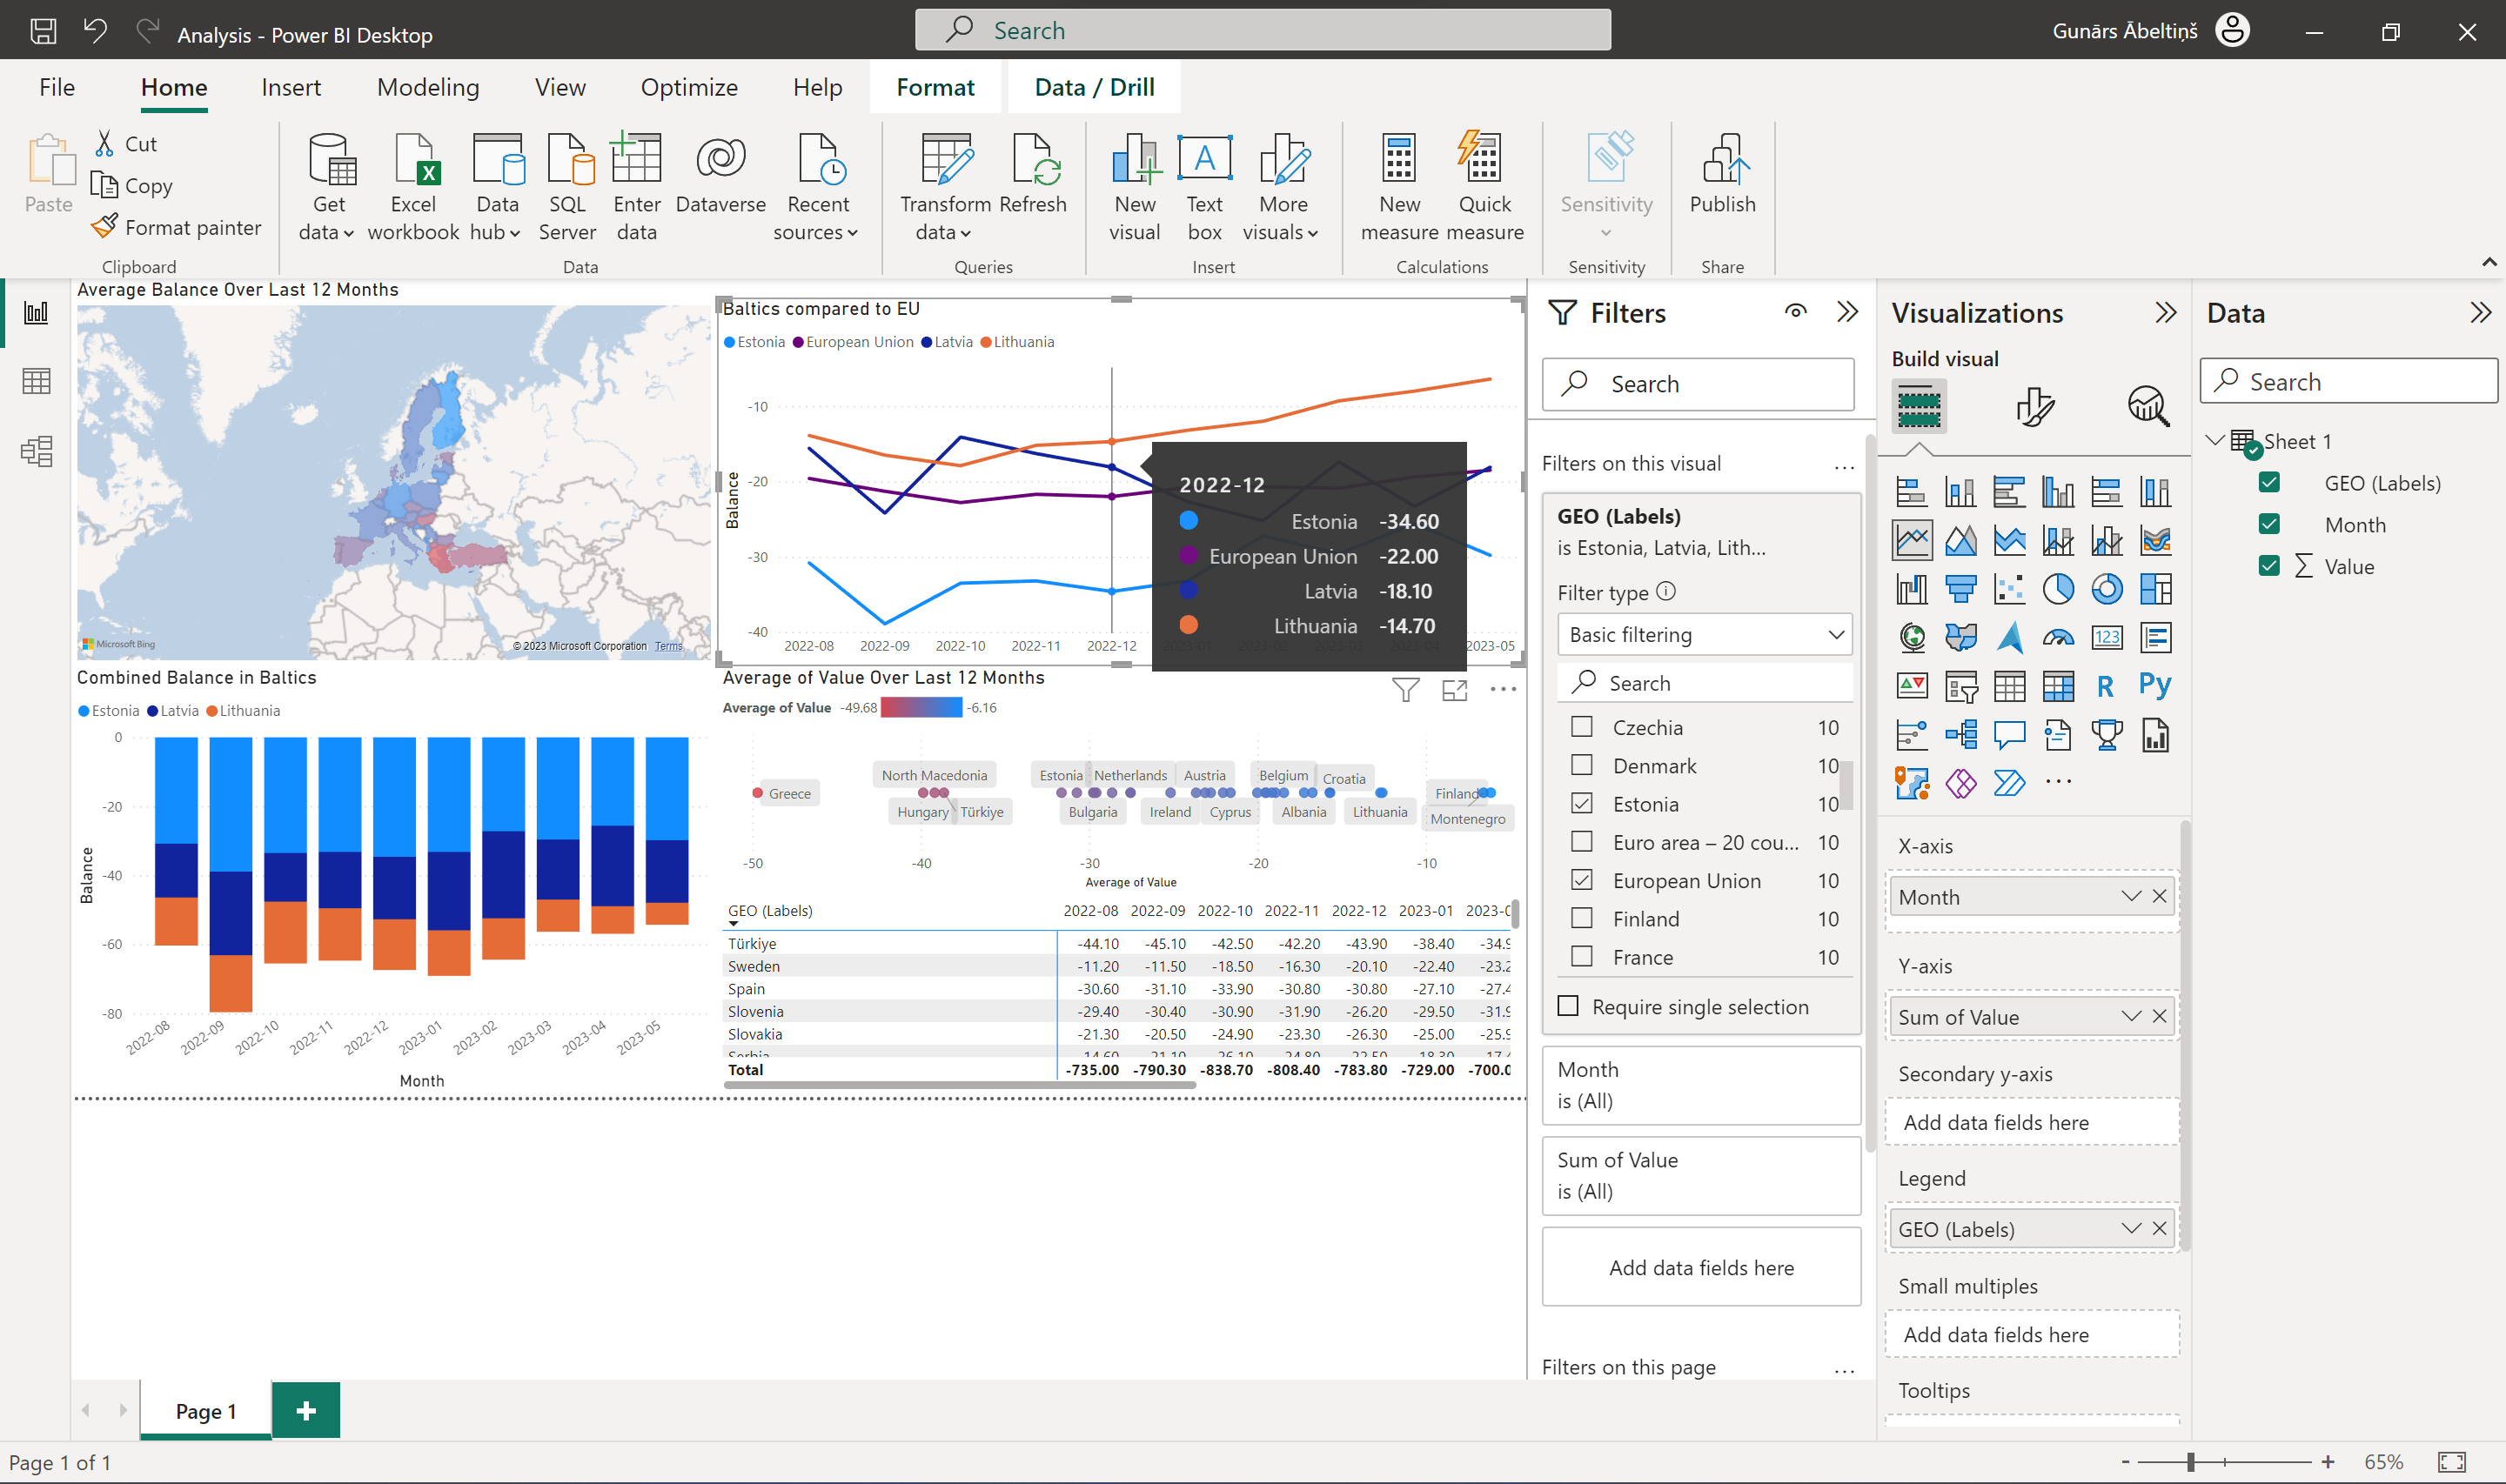 Analysis - Power BI Desktop
Search
Gunārs Ābeltiņš
File Home Insert Modeling View Optimize Help Format Data / Drill
Paste
Cut
Copy
Format painter
Clipboard
Get data
Excel workbook
Data hub
SQL Server
Enter data
Dataverse
Recent sources
Data
Transform data
Refresh
Queries
New visual
Text box
More visuals
Insert
New measure
Quick measure
Calculations
Sensitivity
Sensitivity
Publish
Share
Average Balance Over Last 12 Months
Microsoft Bing
© 2023 Microsoft Corporation Terms
Baltics compared to EU
Estonia European Union Latvia Lithuania
Balance
-10
-20
-30
-40
2022-08 2022-09 2022-10 2022-11 2022-12 2023-05
2022-12
Estonia -34.60
European Union -22.00
Latvia -18.10
Lithuania -14.70
Combined Balance in Baltics
Estonia Latvia Lithuania
Balance
0
-20
-40
-60
-80
2022-08 2022-09 2022-10 2022-11 2022-12 2023-01 2023-02 2023-03 2023-04 2023-05
Month
Average of Value Over Last 12 Months
Average of Value -49.68 -6.16
North Macedonia Estonia Netherlands Austria Belgium Croatia
Greece Finland
Hungary Türkiye Bulgaria Ireland Cyprus Albania Lithuania Montenegro
-50 -40 -30 -20 -10
Average of Value
GEO (Labels) 2022-08 2022-09 2022-10 2022-11 2022-12 2023-01
Türkiye -44.10 -45.10 -42.50 -42.20 -43.90 -38.40 -34.9
Sweden -11.20 -11.50 -18.50 -16.30 -20.10 -22.40 -23.2
Spain -30.60 -31.10 -33.90 -30.80 -30.80 -27.10 -27.4
Slovenia -29.40 -30.40 -30.90 -31.90 -26.20 -29.50 -31.9
Slovakia -21.30 -20.50 -24.90 -23.30 -26.30 -25.00 -25.9
Total -735.00 -790.30 -838.70 -808.40 -783.80 -729.00 -700.0
Filters
Search
Filters on this visual
...
GEO (Labels)
is Estonia, Latvia, Lith...
Filter type
Basic filtering
Search
Czechia 10
Denmark 10
Estonia 10
Euro area – 20 cou... 10
European Union 10
Finland 10
France 10
Require single selection
Month
is (All)
Sum of Value
is (All)
Add data fields here
Filters on this page
...
Visualizations
Build visual
123
R
Py
...
X-axis
Month
Y-axis
Sum of Value
Secondary y-axis
Add data fields here
Legend
GEO (Labels)
Small multiples
Add data fields here
Tooltips
Data
Search
Sheet 1
GEO (Labels)
Month
Value
Page 1
Page 1 of 1
65%